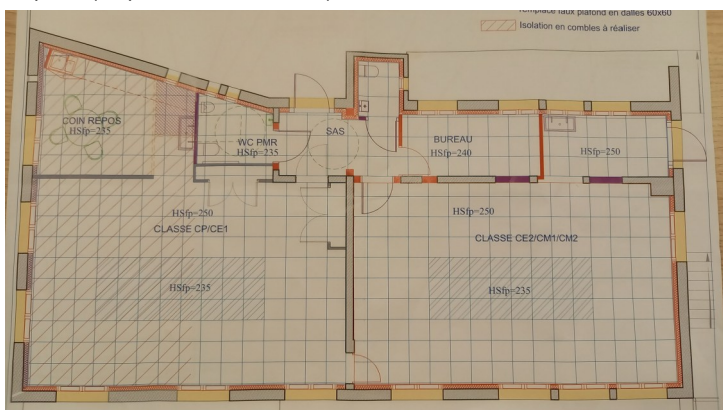 remplace faux plafond en dalles 60x60
Isolation en combles à réaliser
COIN REPOS
HSfp=235
WC PMR
HSfp=235
SAS
BUREAU
HSfp=240
HSfp=250
HSfp=250
CLASSE CP/CE1
HSfp=235
HSfp=250
CLASSE CE2/CM1/CM2
HSfp=235